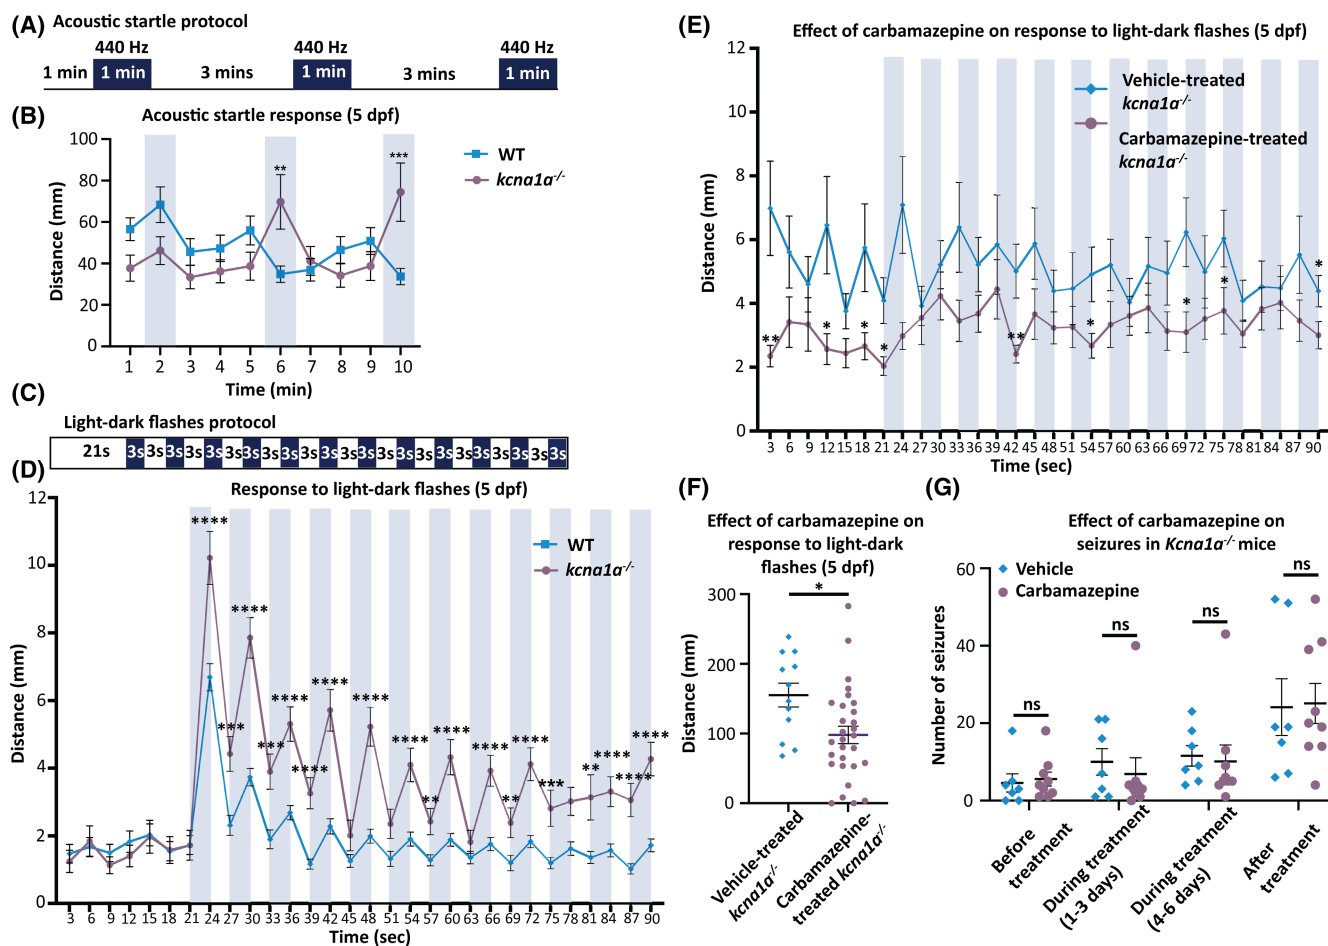 (A) Acoustic startle protocol
440 Hz 440 Hz 440 Hz
1 min 1 min 3 mins 1 min 3 mins 1 min
(B) Acoustic startle response (5 dpf)
100
80
60
40
20
0
Distance (mm)
** ***
WT
kcna1a-/-
1 2 3 4 5 6 7 8 9 10
Time (min)
(C)
Light-dark flashes protocol
21s 3s 3s 3s 3s 3s 3s 3s 3s 3s 3s 3s 3s 3s 3s 3s 3s 3s 3s 3s 3s 3s 3s 3s
(D) Response to light-dark flashes (5 dpf)
12
10
8
6
4
2
0
Distance (mm)
WT
kcna1a-/-
**** *** **** *** **** **** **** **** **** ** **** **** ** **** *** ** **** **** ****
3 6 9 12 15 18 21 24 27 30 33 36 39 42 45 48 51 54 57 60 63 66 69 72 75 78 81 84 87 90
Time (sec)
(E) Effect of carbamazepine on response to light-dark flashes (5 dpf)
12
10
8
6
4
2
0
Distance (mm)
Vehicle-treated
kcna1a-/-
Carbamazepine-treated
kcna1a-/-
** * * * ** * * * *
3 6 9 12 15 18 21 24 27 30 33 36 39 42 45 48 51 54 57 60 63 66 69 72 75 78 81 84 87 90
Time (sec)
(F)
Effect of carbamazepine on
response to light-dark
flashes (5 dpf)
*
300
200
100
0
Distance (mm)
Vehicle-treated
kcna1a-/-
Carbamazepine-
treated kcna1a-/-
(G)
Effect of carbamazepine on
seizures in Kcna1a-/- mice
Vehicle
Carbamazepine
60
40
20
0
Number of seizures
ns ns ns ns
Before
treatment
During treatment
(1-3 days)
During treatment
(4-6 days)
After
treatment